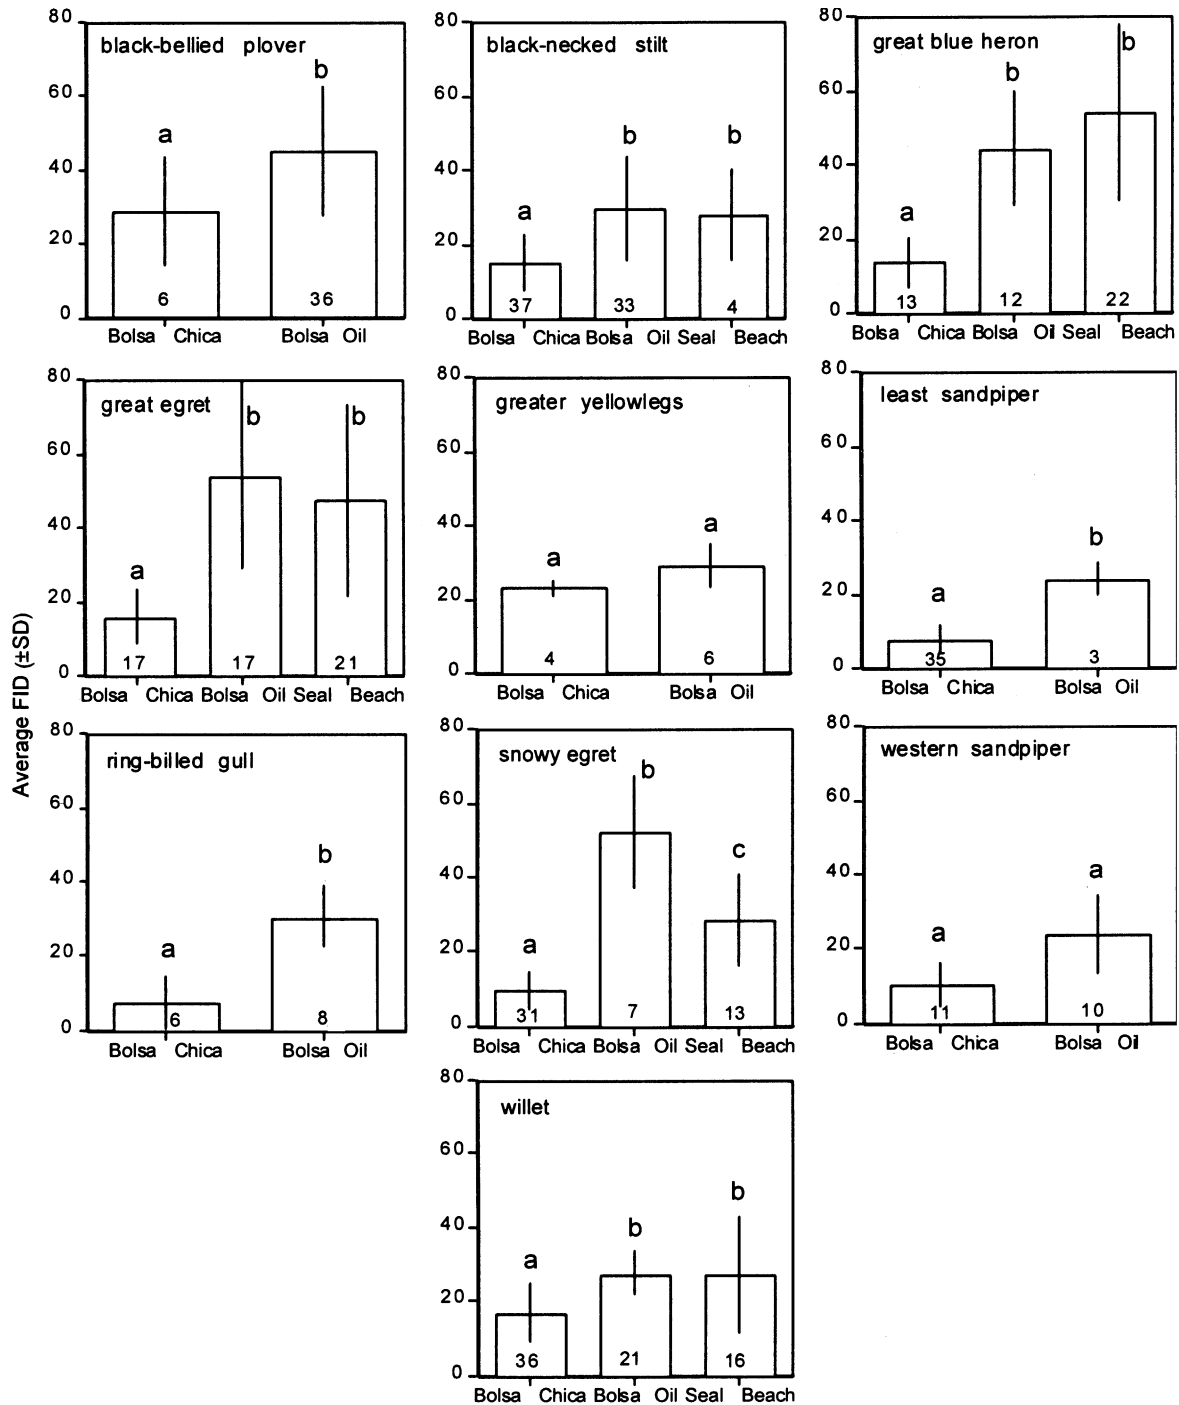 Average FID (±SD)
black-bellied plover
80
60
40
20
0
a
b
6
36
Bolsa Chica
Bolsa Oil
black-necked stilt
80
60
40
20
0
a
b
b
37
33
4
Bolsa Chica
Bolsa Oil
Seal Beach
great blue heron
80
60
40
20
0
a
b
b
13
12
22
Bolsa Chica
Bolsa Oil
Seal Beach
great egret
80
60
40
20
0
a
b
b
17
17
21
Bolsa Chica
Bolsa Oil
Seal Beach
greater yellowlegs
80
60
40
20
0
a
a
4
6
Bolsa Chica
Bolsa Oil
least sandpiper
80
60
40
20
0
a
b
35
3
Bolsa Chica
Bolsa Oil
ring-billed gull
80
60
40
20
0
a
b
6
8
Bolsa Chica
Bolsa Oil
snowy egret
80
60
40
20
0
a
b
c
31
7
13
Bolsa Chica
Bolsa Oil
Seal Beach
western sandpiper
80
60
40
20
0
a
a
11
10
Bolsa Chica
Bolsa Oil
willet
80
60
40
20
0
a
b
b
36
21
16
Bolsa Chica
Bolsa Oil
Seal Beach